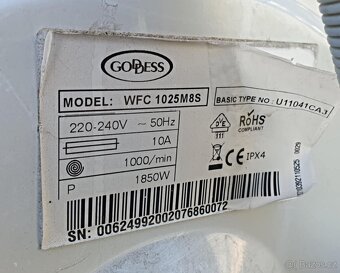 GODDESS
MODEL: WFC 1025M8S
BASIC TYPE NO : U11041CA.1
220-240V ~ 50Hz
10A
1000/min
P 1850W
D E
111
RoHS
COMPLIANT
CE IPX4
SN: 00624992002076860072